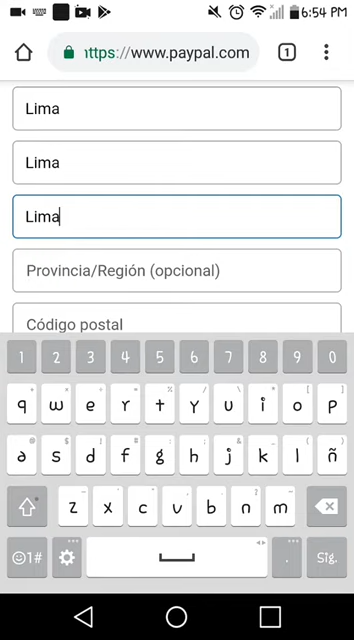 6:54 PM
https://www.paypal.com
1
Lima
Lima
Lima
Provincia/Región (opcional)
Código postal
1 2 3 4 5 6 7 8 9 0
q w e r t y u i o p
a s d f g h j k l ñ
z x c v b n m
1# . Sig.